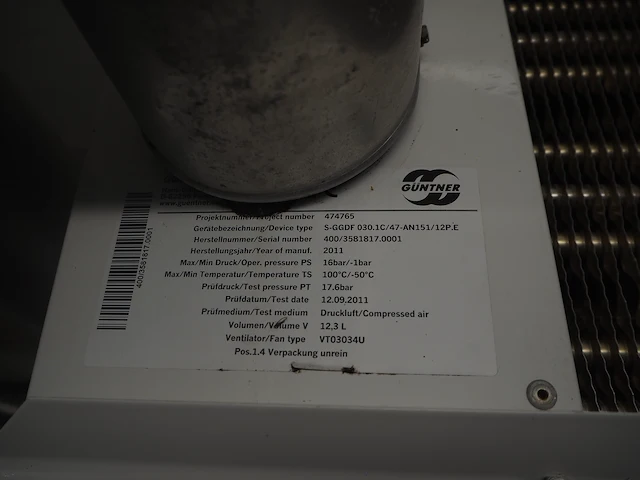 GÜNTNER
Projektnummer/Project number 474765
Gerätebezeichnung/Device type S-GGDF 030.1C/47-AN151/12P.E
Herstellnummer/Serial number 400/3581817.0001
Herstellungsjahr/Year of manuf. 2011
Max/Min Druck/Oper. pressure PS 16bar/-1bar
Max/Min Temperatur/Temperature TS 100°C/-50°C
Prüfdruck/Test pressure PT 17.6bar
Prüfdatum/Test date 12.09.2011
Prüfmedium/Test medium Druckluft/Compressed air
Volumen/Volume V 12,3 L
Ventilator/Fan type VT03034U
Pos.1.4 Verpackung unrein
400/3581817.0001